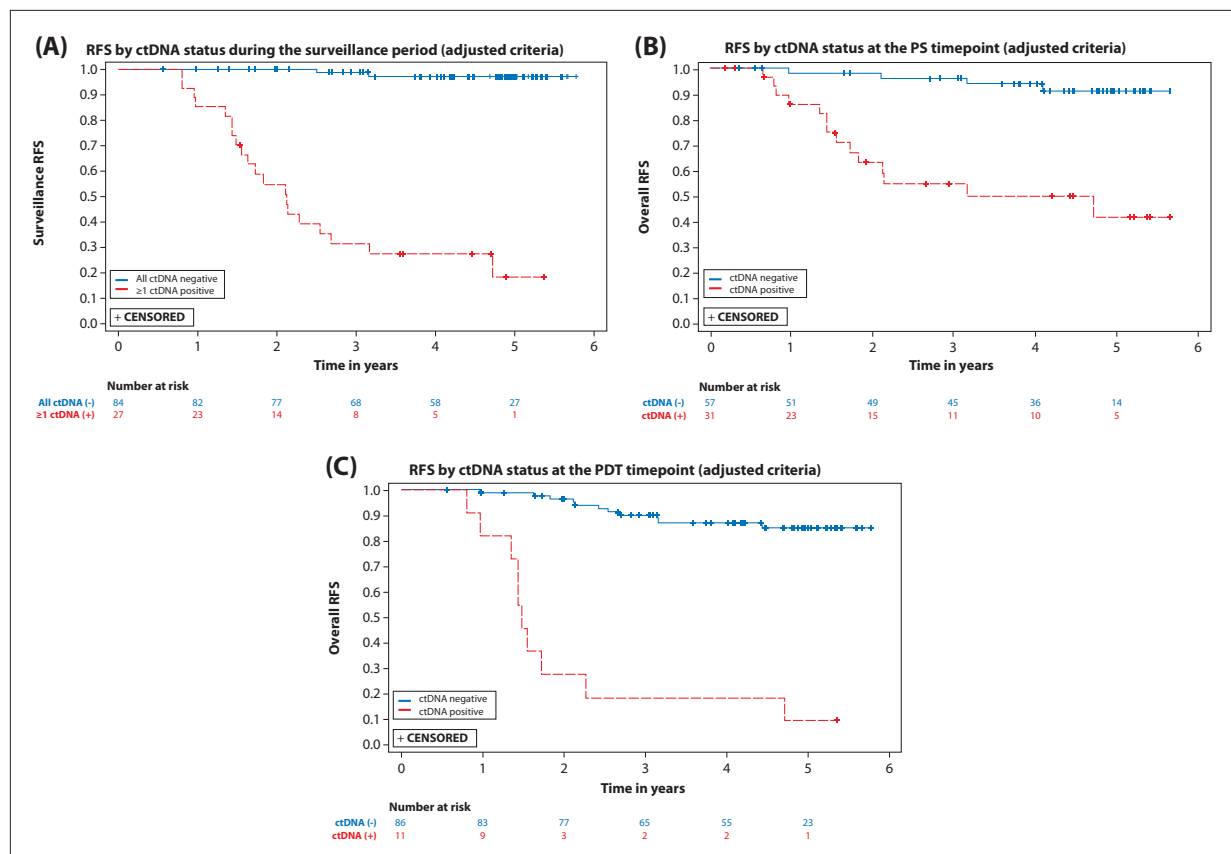 (A)
RFS by ctDNA status during the surveillance period (adjusted criteria)
1.0
0.9
0.8
0.7
0.6
0.5
0.4
0.3
0.2
0.1
0.0
Surveillance RFS
All ctDNA negative
≥1 ctDNA positive
+ CENSORED
0 1 2 3 4 5 6
Time in years
Number at risk
All ctDNA (-) 84 82 77 68 58 27
≥1 ctDNA (+) 27 23 14 8 5 1
(B)
RFS by ctDNA status at the PS timepoint (adjusted criteria)
1.0
0.9
0.8
0.7
0.6
0.5
0.4
0.3
0.2
0.1
0.0
Overall RFS
ctDNA negative
ctDNA positive
+ CENSORED
0 1 2 3 4 5 6
Time in years
Number at risk
ctDNA (-) 57 51 49 45 36 14
ctDNA (+) 31 23 15 11 10 5
(C)
RFS by ctDNA status at the PDT timepoint (adjusted criteria)
1.0
0.9
0.8
0.7
0.6
0.5
0.4
0.3
0.2
0.1
0.0
Overall RFS
ctDNA negative
ctDNA positive
+ CENSORED
0 1 2 3 4 5 6
Time in years
Number at risk
ctDNA (-) 86 83 77 65 55 23
ctDNA (+) 11 9 3 2 2 1